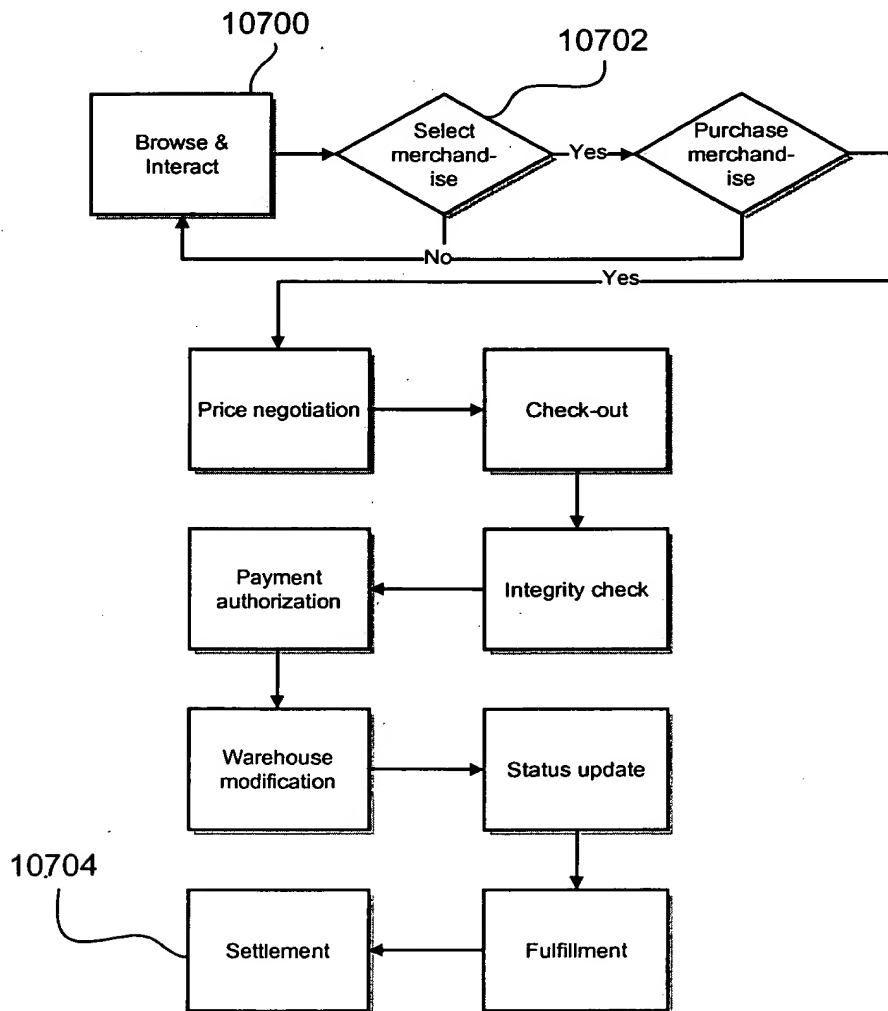 10700
10702
Browse &
Interact
Select
merchand-
ise
Yes
Purchase
merchand-
ise
No
Yes
Price negotiation
Check-out
Payment
authorization
Integrity check
Warehouse
modification
Status update
10704
Settlement
Fulfillment